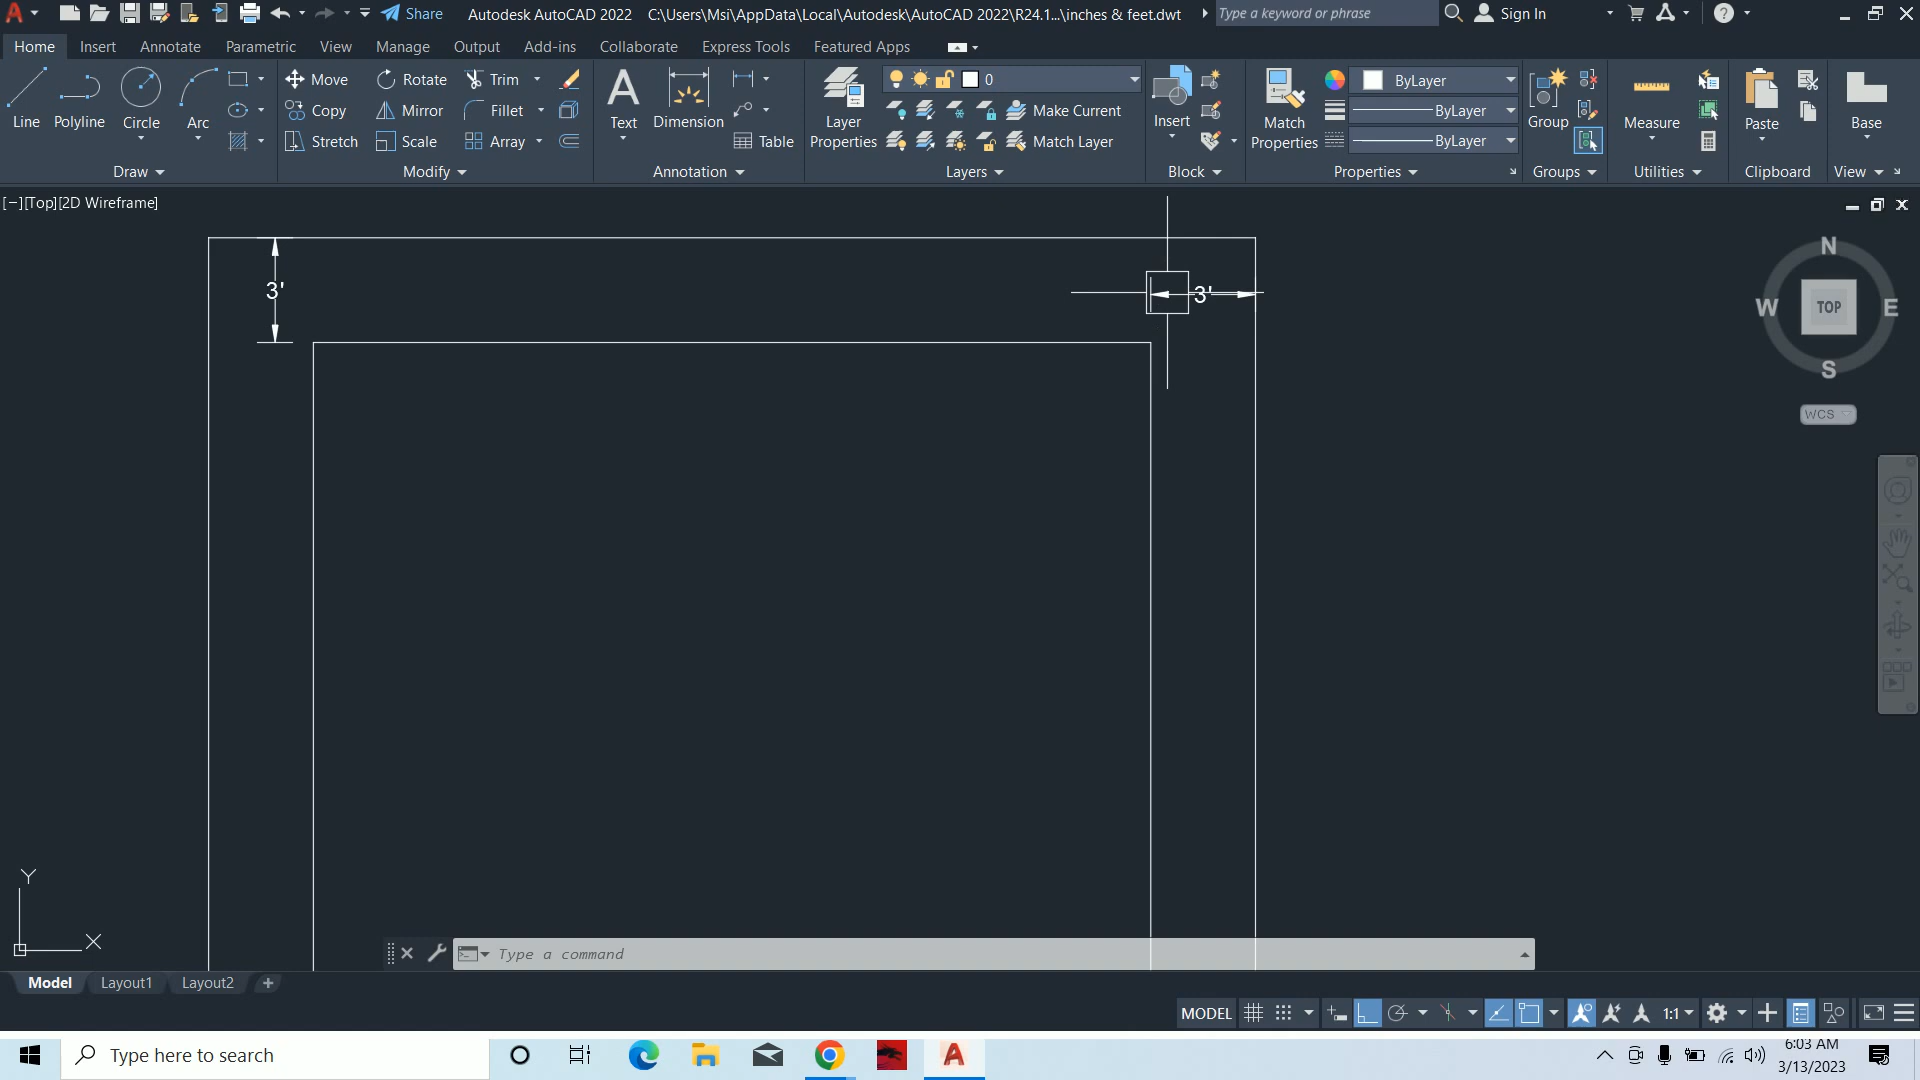 Share Autodesk AutoCAD 2022 C:\Users\Msi\AppData\Local\Autodesk\AutoCAD 2022\R24.1...\inches & feet.dwt Type a keyword or phrase Sign In
Home Insert Annotate Parametric View Manage Output Add-ins Collaborate Express Tools Featured Apps
Move Rotate Trim 0 ByLayer
Line Polyline Circle Arc Copy Mirror Fillet Text Dimension Layer Properties Make Current Insert Match Properties ByLayer Group Measure Paste Base
Stretch Scale Array Table Match Layer ByLayer
Draw Modify Annotation Layers Block Properties Groups Utilities Clipboard View
[−][Top][2D Wireframe]
N
3' 3' W TOP E
S
WCS
Y
X
Type a command
Model Layout1 Layout2
MODEL 1:1
Type here to search
6:03 AM
3/13/2023